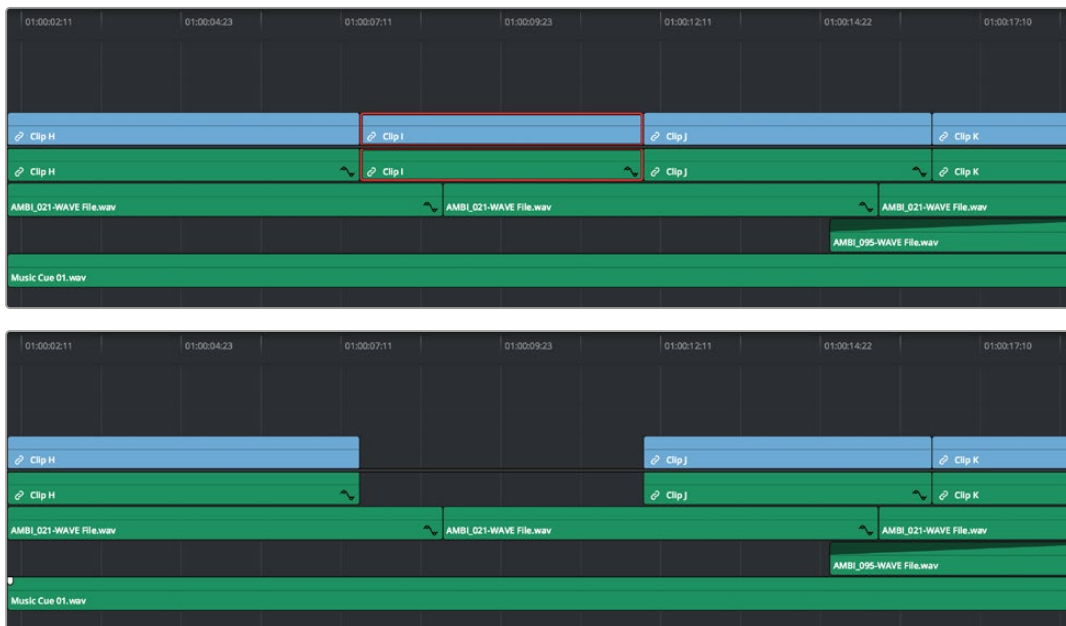 01:00:02:11 01:00:04:23 01:00:07:11 01:00:09:23 01:00:12:11 01:00:14:22 01:00:17:10
Clip H Clip I Clip J Clip K
Clip H Clip I Clip J Clip K
AMBI_021-WAVE File.wav AMBI_021-WAVE File.wav AMBI_021-WAVE File.wav
AMBI_095-WAVE File.wav
Music Cue 01.wav
01:00:02:11 01:00:04:23 01:00:07:11 01:00:09:23 01:00:12:11 01:00:14:22 01:00:17:10
Clip H Clip J Clip K
Clip H Clip J Clip K
AMBI_021-WAVE File.wav AMBI_021-WAVE File.wav AMBI_021-WAVE File.wav
AMBI_095-WAVE File.wav
Music Cue 01.wav